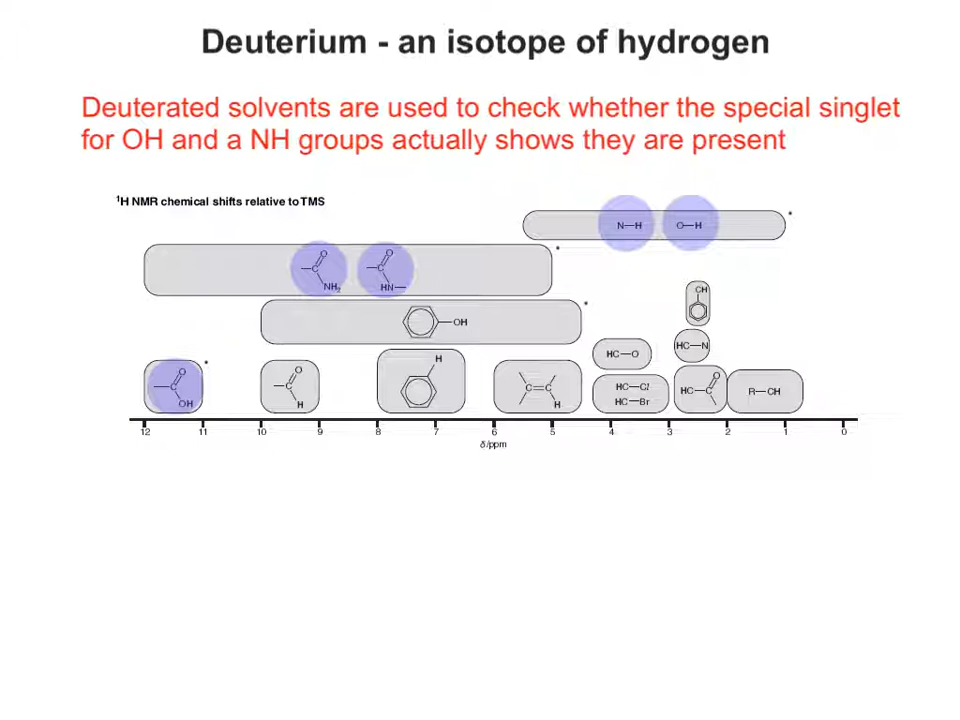 Deuterium - an isotope of hydrogen
Deuterated solvents are used to check whether the special singlet
for OH and a NH groups actually shows they are present
¹H NMR chemical shifts relative to TMS
N—H
O—H
*
O
C
NH₂
O
C
HN—
*
CH
OH
*
HC—O
HC—N
O
C
OH
*
O
C
H
H
C=C
H
HC—Cl
HC—Br
O
HC—C
R—CH
12 11 10 9 8 7 6 5 4 3 2 1 0
δ/ppm